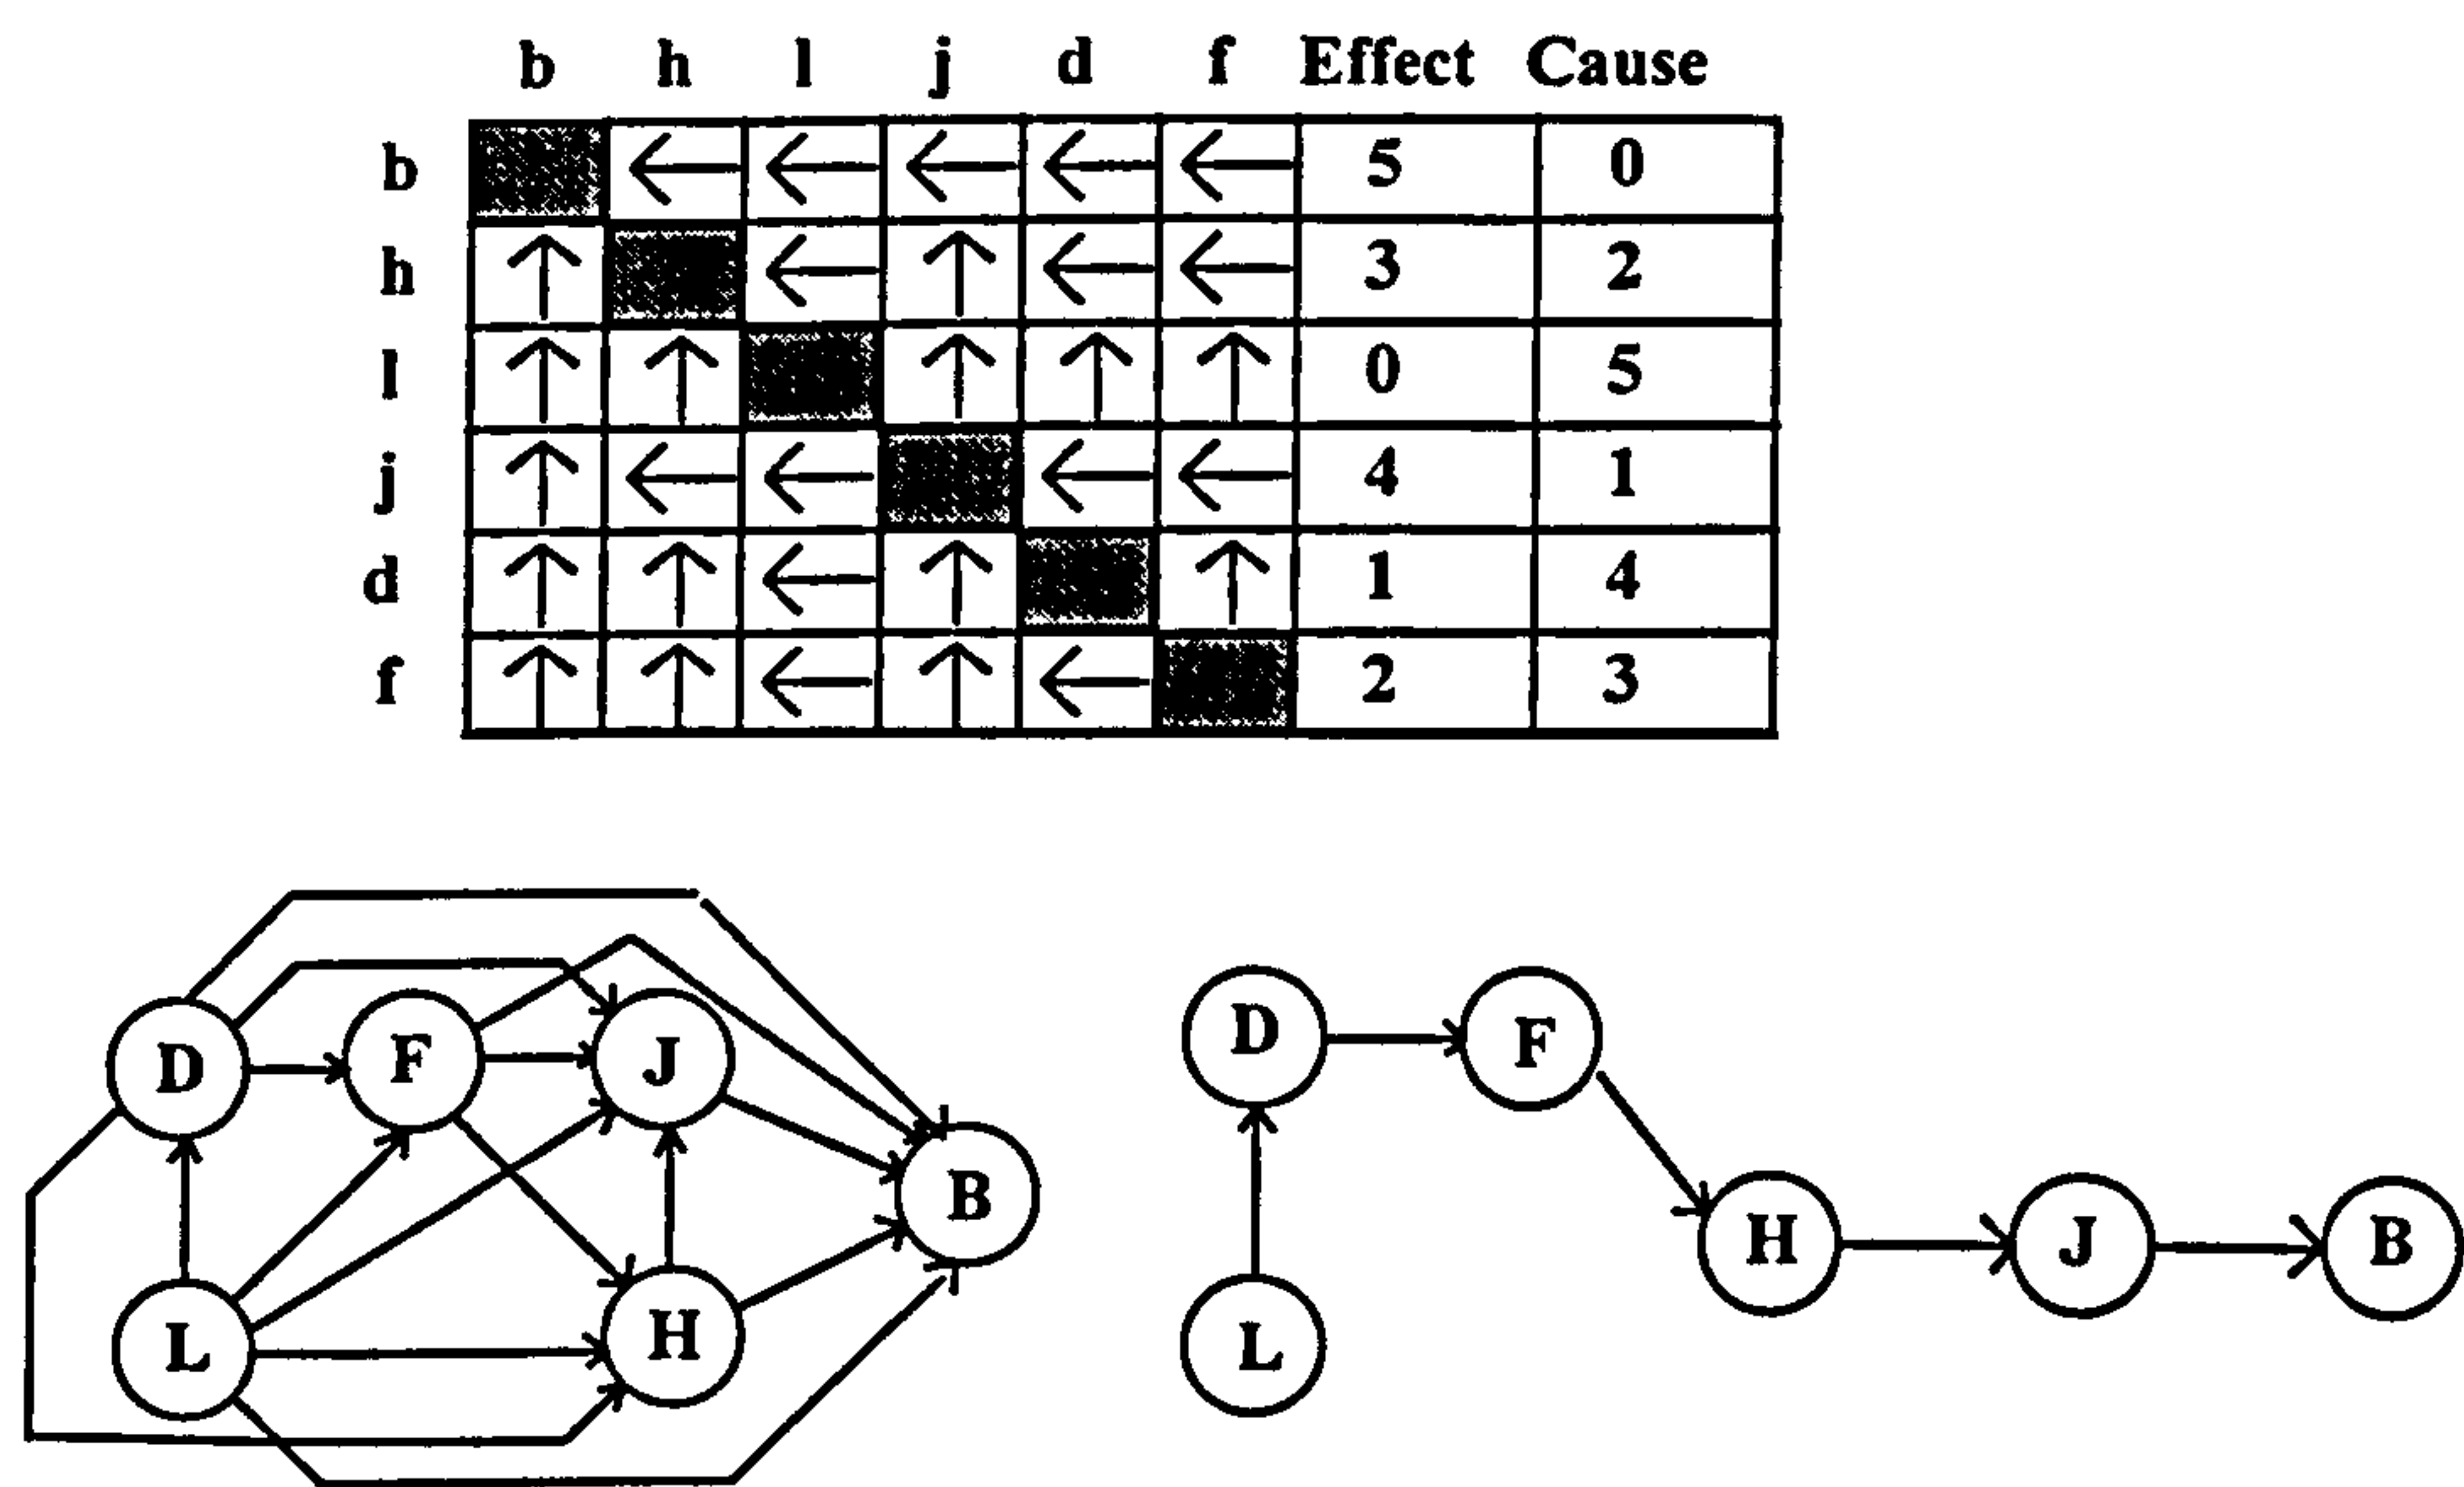 b h l j d f Effect Cause
b 5 0
h 3 2
l 0 5
j 4 1
d 1 4
f 2 3
D F J B
L H
D F
H J B
L